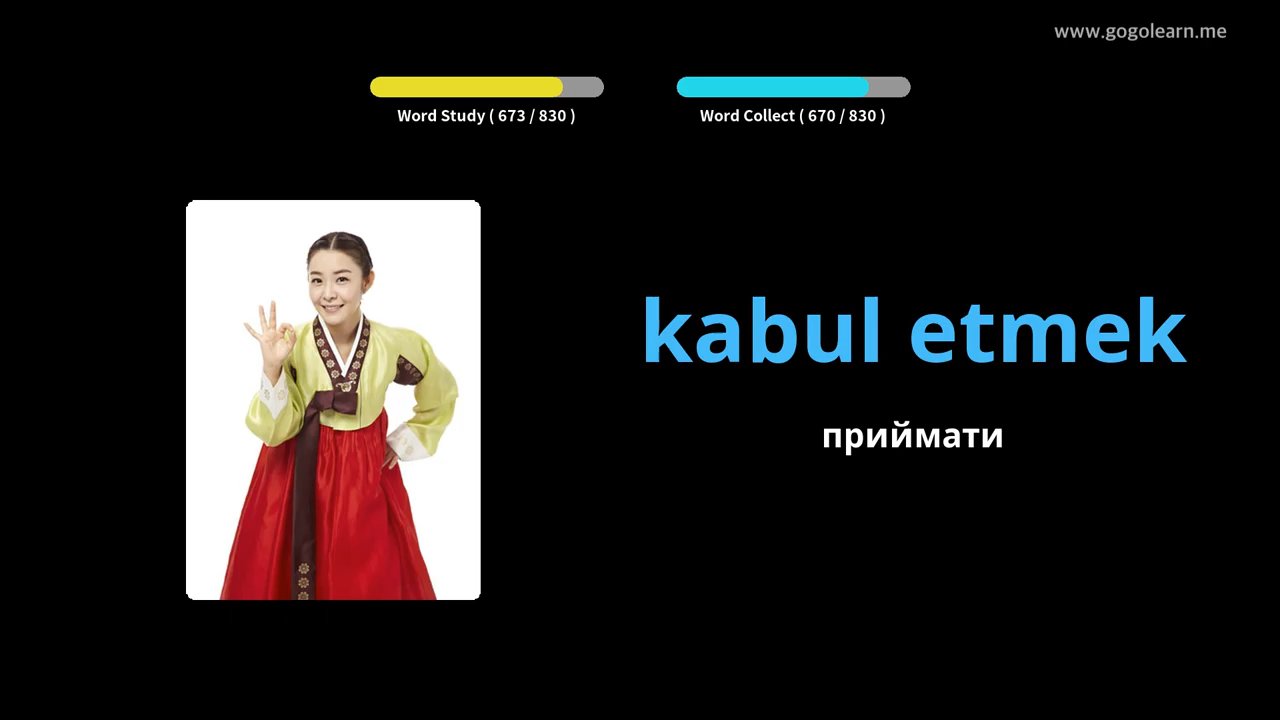 www.gogolearn.me
Word Study ( 673 / 830 )
Word Collect ( 670 / 830 )
kabul etmek
приймати